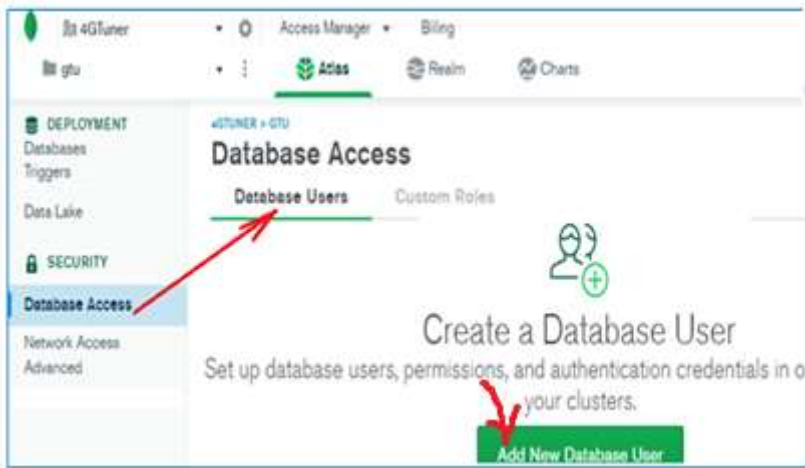 4GTuner
Access Manager
Billing
gtu
Atlas
Realm
Charts
DEPLOYMENT
Databases
Triggers
Data Lake
SECURITY
Database Access
Network Access
Advanced
4GTUNER > GTU
Database Access
Database Users
Custom Roles
Create a Database User
Set up database users, permissions, and authentication credentials in o
your clusters.
Add New Database User